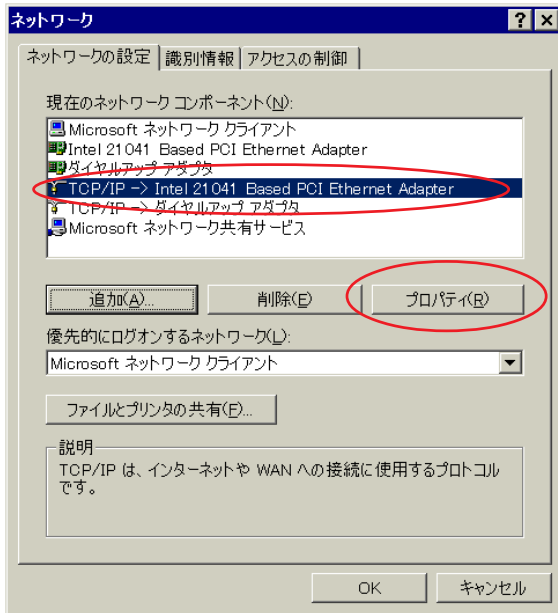 ネットワーク
ネットワークの設定 識別情報 アクセスの制御
現在のネットワーク コンポーネント(N):
Microsoft ネットワーク クライアント
Intel 21041 Based PCI Ethernet Adapter
ダイヤルアップ アダプタ
TCP/IP -> Intel 21041 Based PCI Ethernet Adapter
TCP/IP -> ダイヤルアップ アダプタ
Microsoft ネットワーク共有サービス
追加(A)... 削除(E) プロパティ(R)
優先的にログオンするネットワーク(L):
Microsoft ネットワーク クライアント
ファイルとプリンタの共有(F)...
説明
TCP/IP は、インターネットや WAN への接続に使用するプロトコル
です。
OK キャンセル